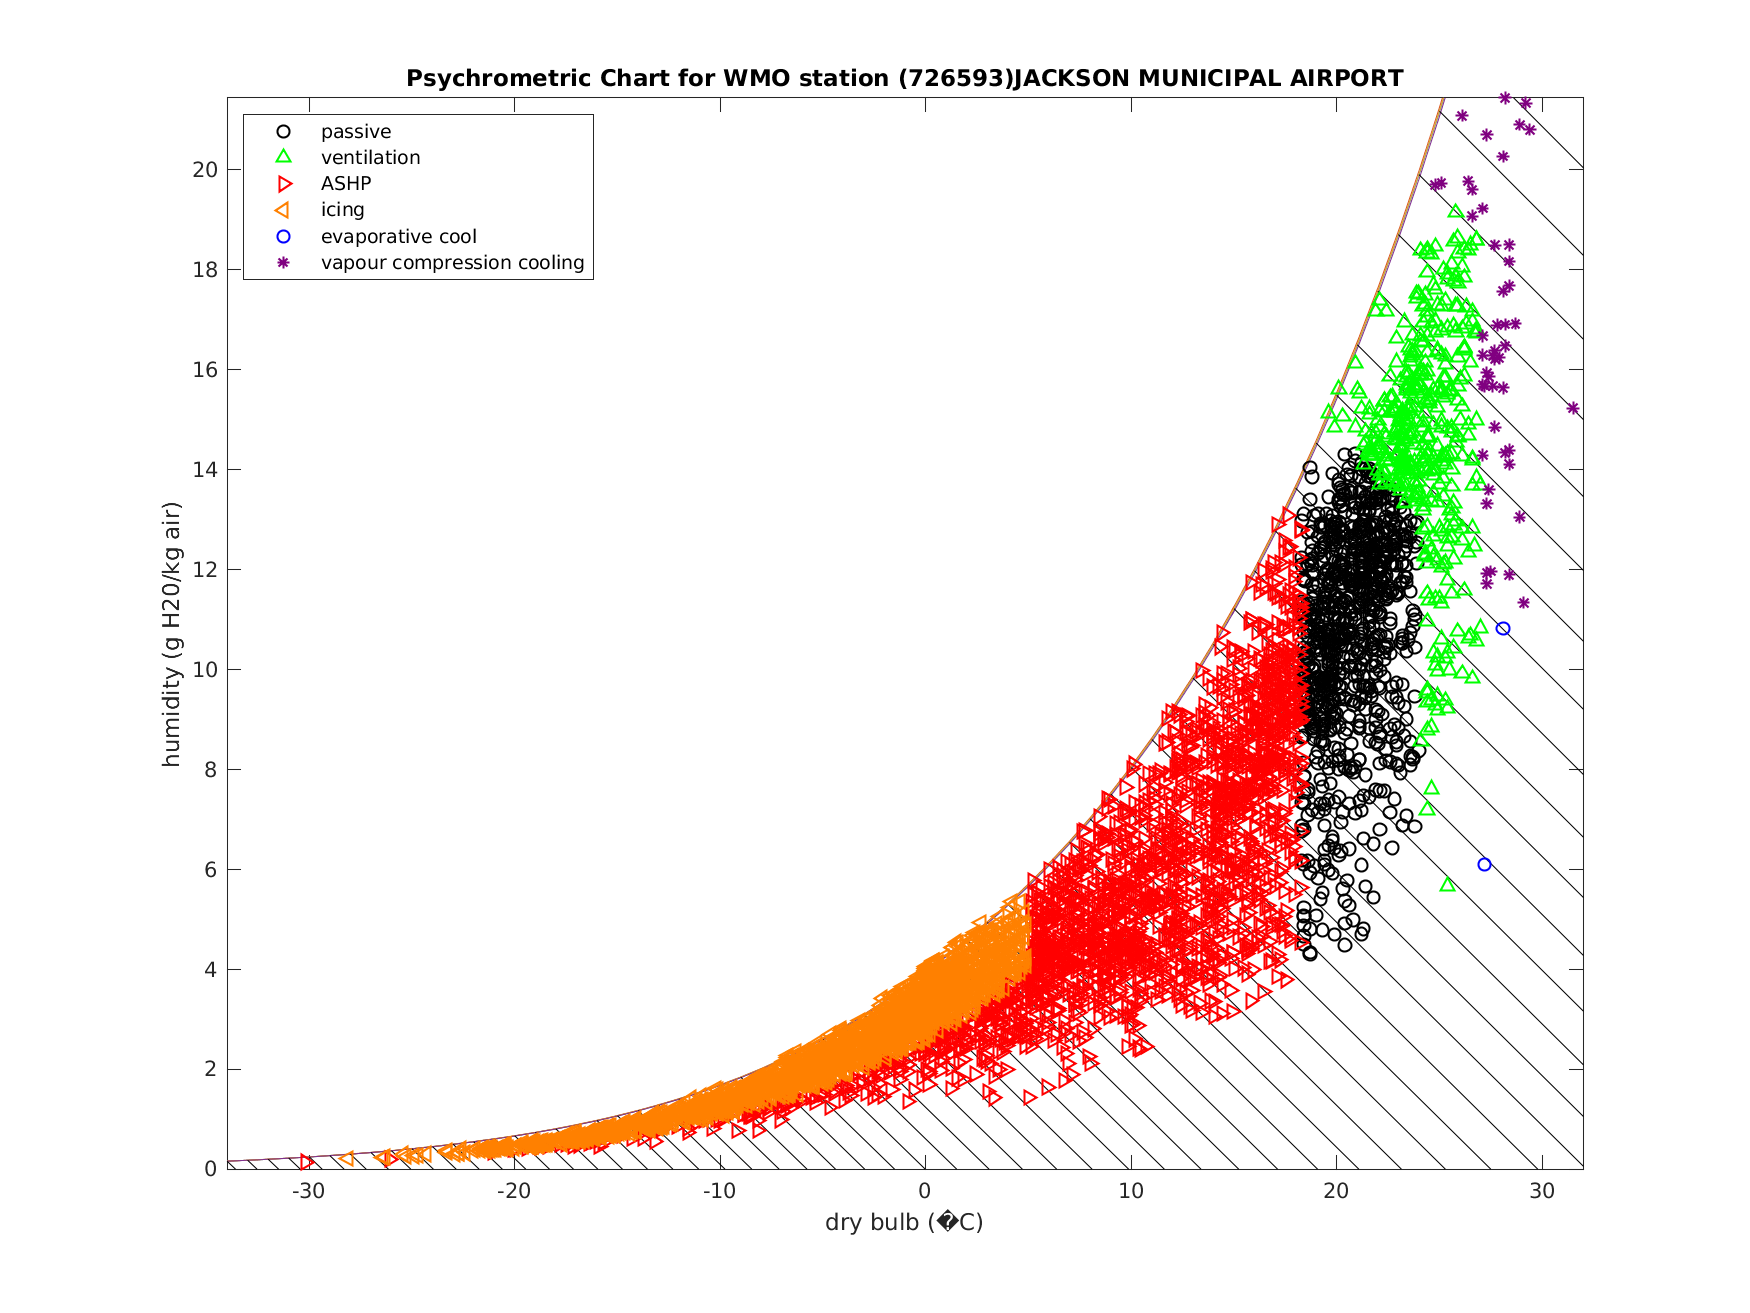 Psychrometric Chart for WMO station (726593)JACKSON MUNICIPAL AIRPORT
passive
ventilation
ASHP
icing
evaporative cool
vapour compression cooling
humidity (g H20/kg air)
20
18
16
14
12
10
8
6
4
2
0
-30 -20 -10 0 10 20 30
dry bulb (�C)